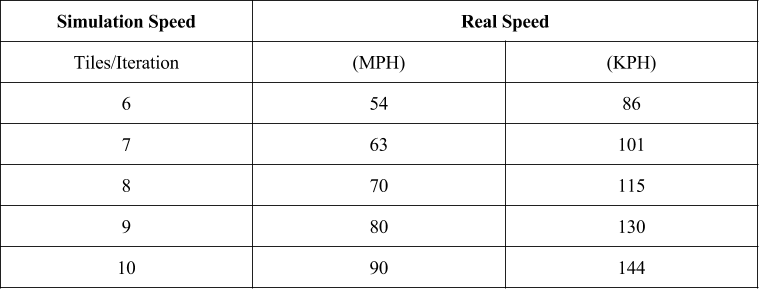 Simulation Speed Real Speed
Tiles/Iteration (MPH) (KPH)
6 54 86
7 63 101
8 70 115
9 80 130
10 90 144